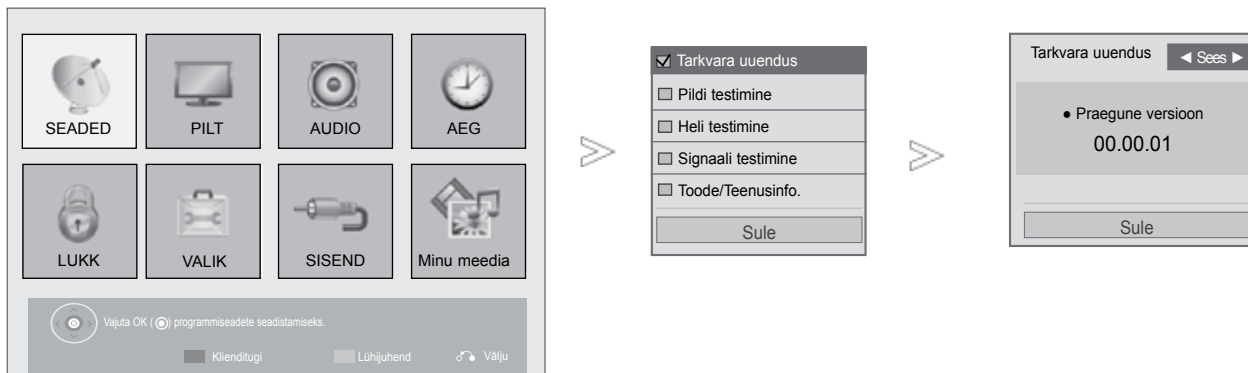 SEADED
PILT
AUDIO
AEG
LUKK
VALIK
SISEND
Minu meedia
Vajuta OK (◉) programmiseadete seadistamiseks.
Klienditugi
Lühijuhend
Välju
Tarkvara uuendus
Pildi testimine
Heli testimine
Signaali testimine
Toode/Teenusinfo.
Sule
Tarkvara uuendus ◄ Sees ►
● Praegune versioon
00.00.01
Sule